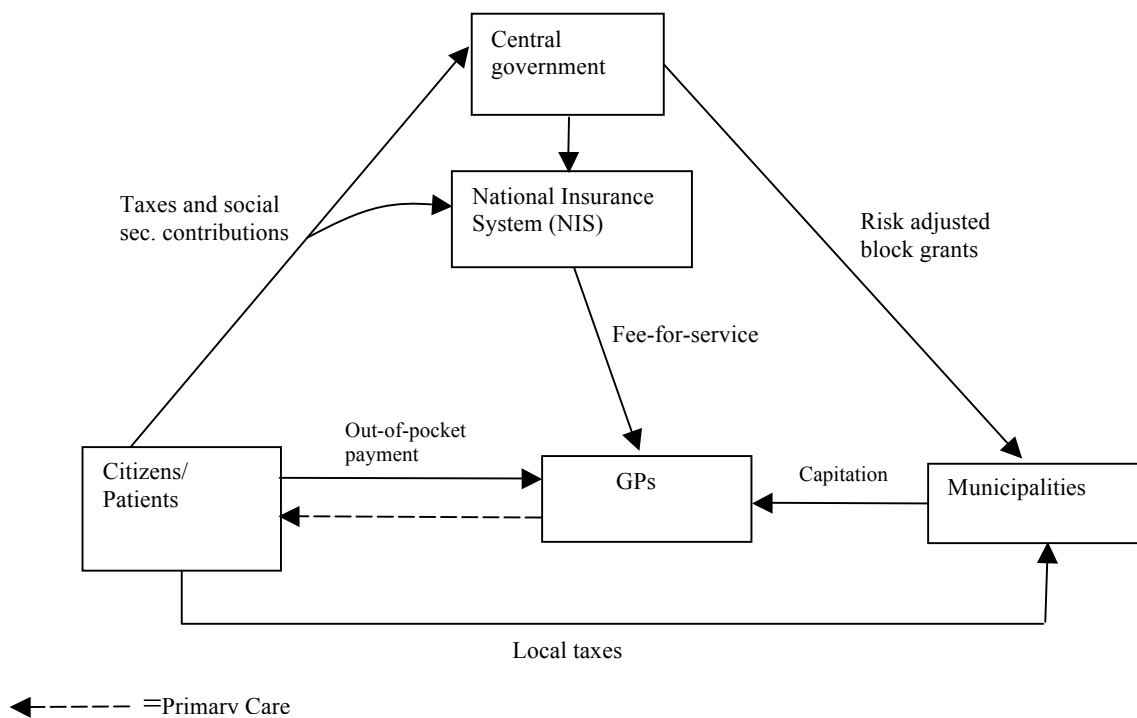 Central
government
National Insurance
System (NIS)
Taxes and social
sec. contributions
Risk adjusted
block grants
Fee-for-service
Out-of-pocket
payment
Citizens/
Patients
GPs
Capitation
Municipalities
Local taxes
=Primary Care